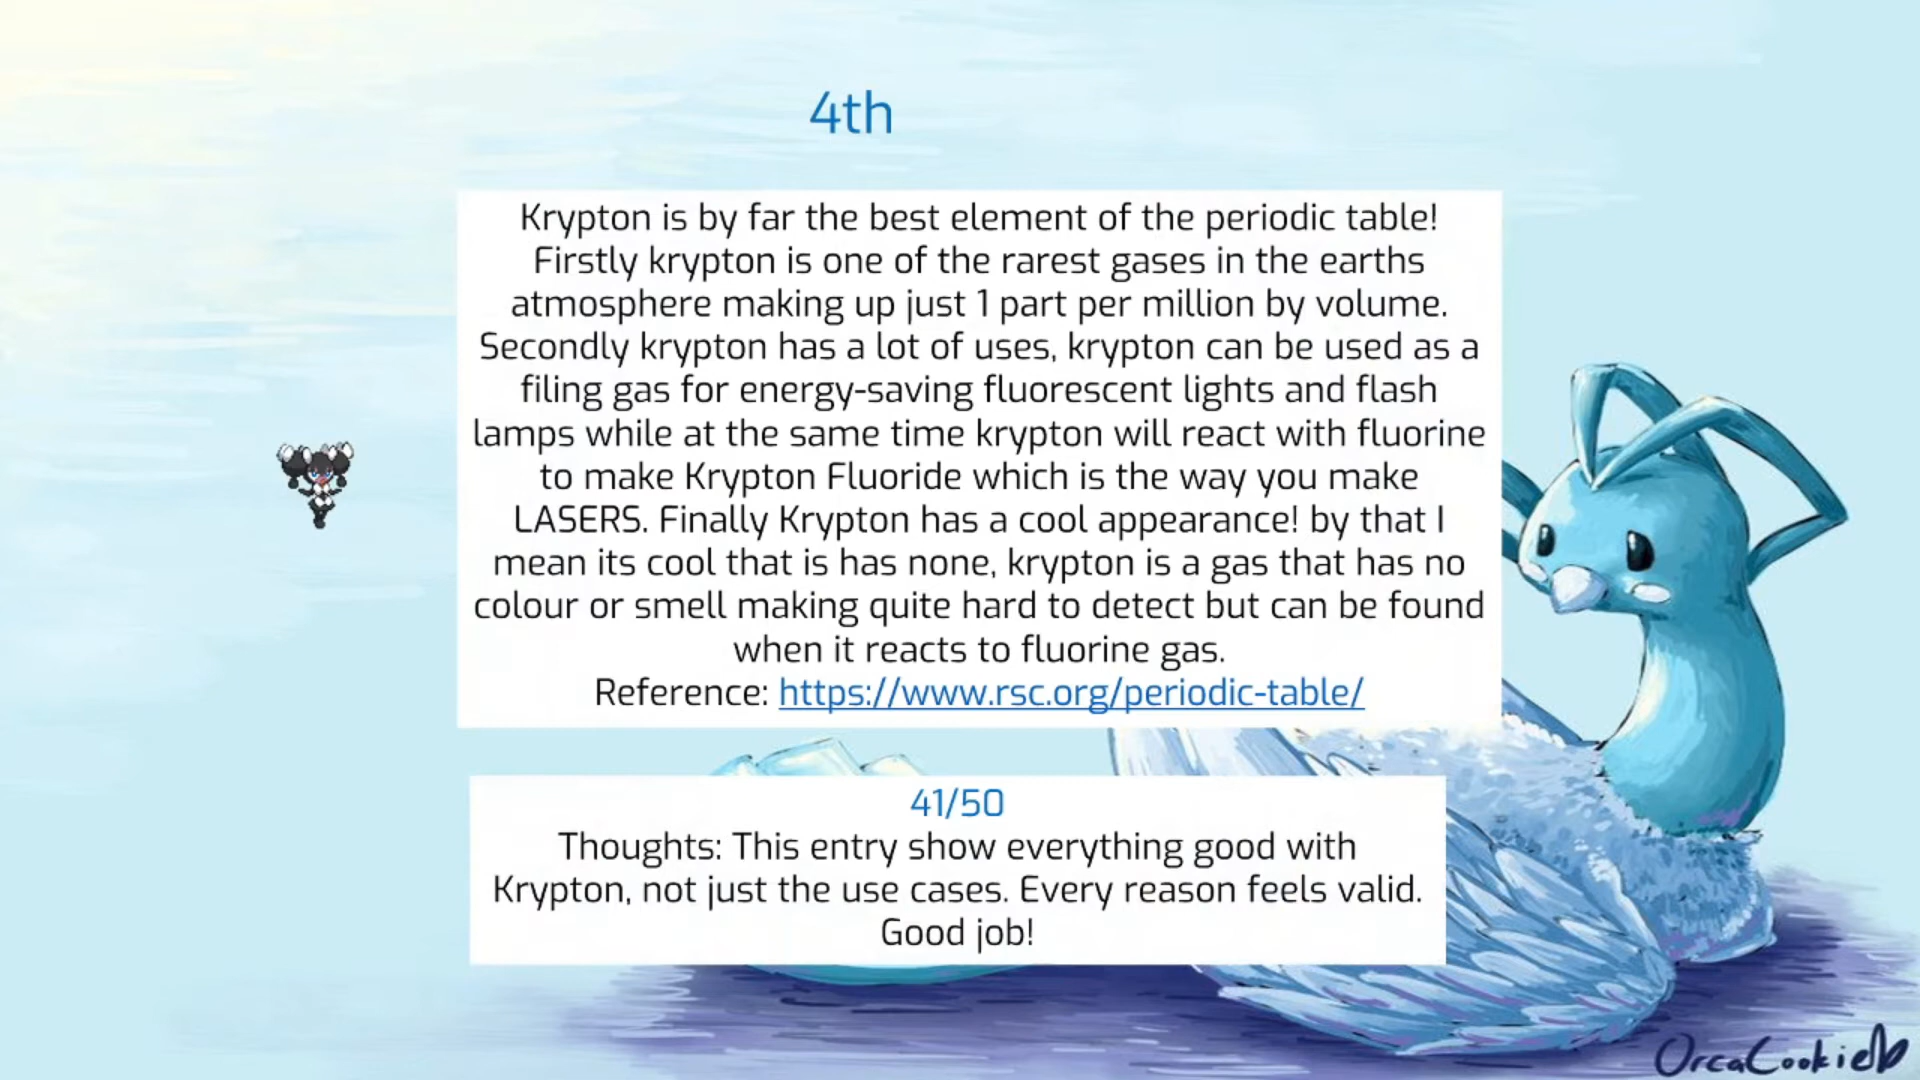 4th
Krypton is by far the best element of the periodic table!
Firstly krypton is one of the rarest gases in the earths
atmosphere making up just 1 part per million by volume.
Secondly krypton has a lot of uses, krypton can be used as a
filing gas for energy-saving fluorescent lights and flash
lamps while at the same time krypton will react with fluorine
to make Krypton Fluoride which is the way you make
LASERS. Finally Krypton has a cool appearance! by that I
mean its cool that is has none, krypton is a gas that has no
colour or smell making quite hard to detect but can be found
when it reacts to fluorine gas.
Reference: https://www.rsc.org/periodic-table/
41/50
Thoughts: This entry show everything good with
Krypton, not just the use cases. Every reason feels valid.
Good job!
OrcaCookie